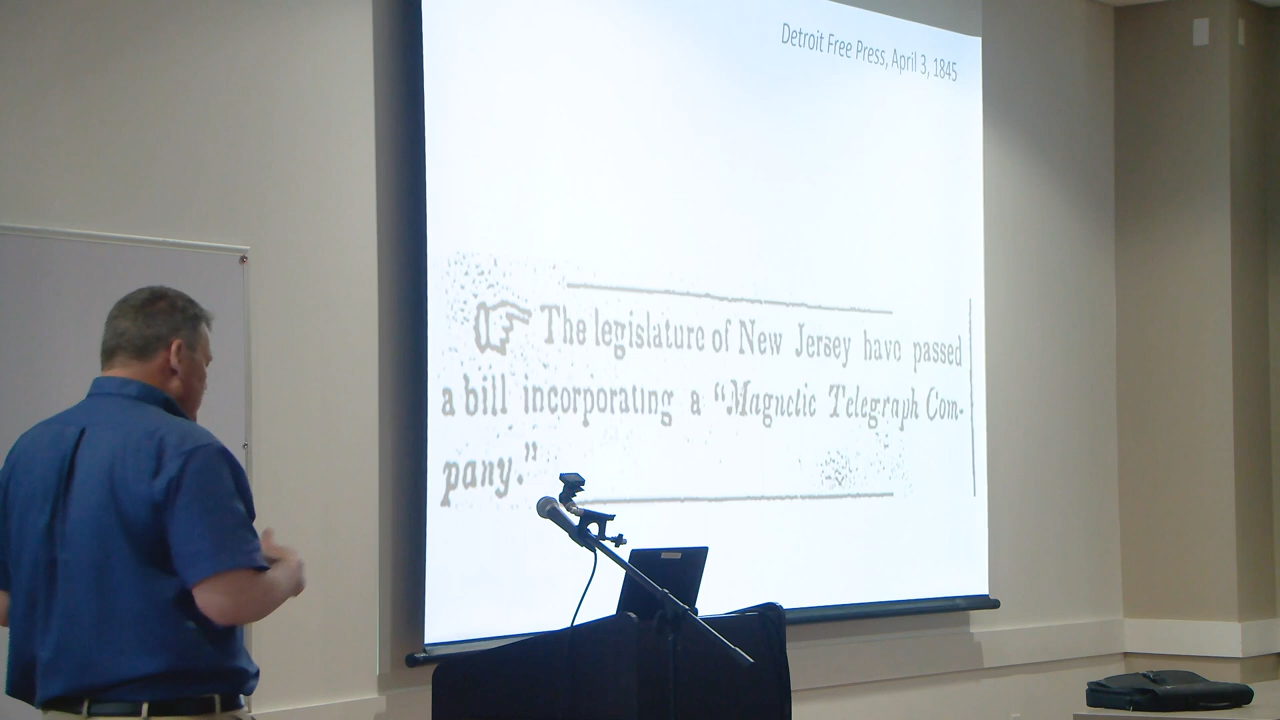 Detroit Free Press, April 3, 1845
The legislature of New Jersey have passed
a bill incorporating a “Magnetic Telegraph Com-
pany.”